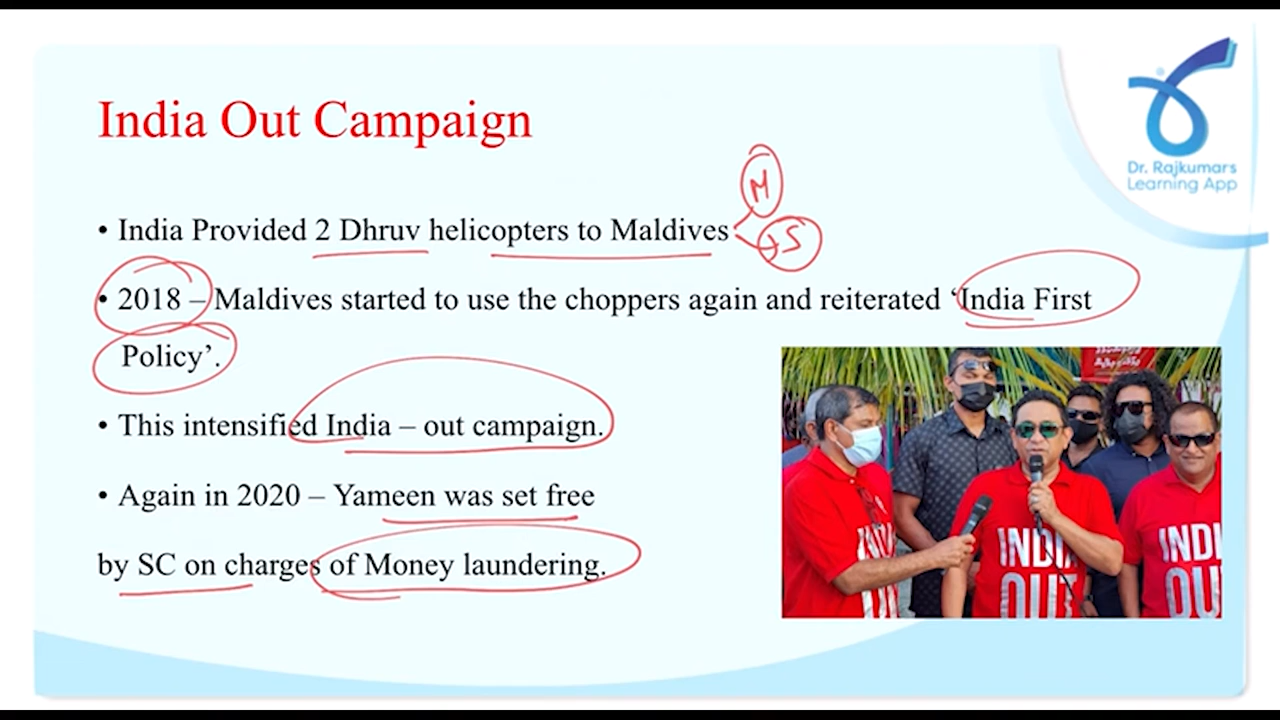 India Out Campaign
• India Provided 2 Dhruv helicopters to Maldives
M
S
• 2018 – Maldives started to use the choppers again and reiterated ‘India First
Policy’.
• This intensified India – out campaign.
• Again in 2020 – Yameen was set free
by SC on charges of Money laundering.
Dr. Rajkumars
Learning App
INDIA
OUT
INDI
OU